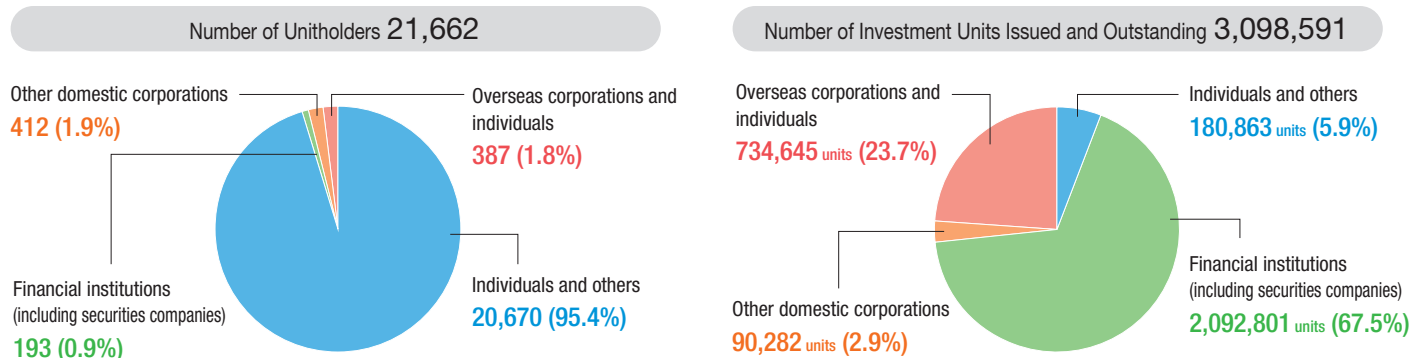 Number of Unitholders 21,662
Other domestic corporations
412 (1.9%)
Overseas corporations and
individuals
387 (1.8%)
Financial institutions
(including securities companies)
193 (0.9%)
Individuals and others
20,670 (95.4%)
Number of Investment Units Issued and Outstanding 3,098,591
Overseas corporations and
individuals
734,645 units (23.7%)
Individuals and others
180,863 units (5.9%)
Other domestic corporations
90,282 units (2.9%)
Financial institutions
(including securities companies)
2,092,801 units (67.5%)